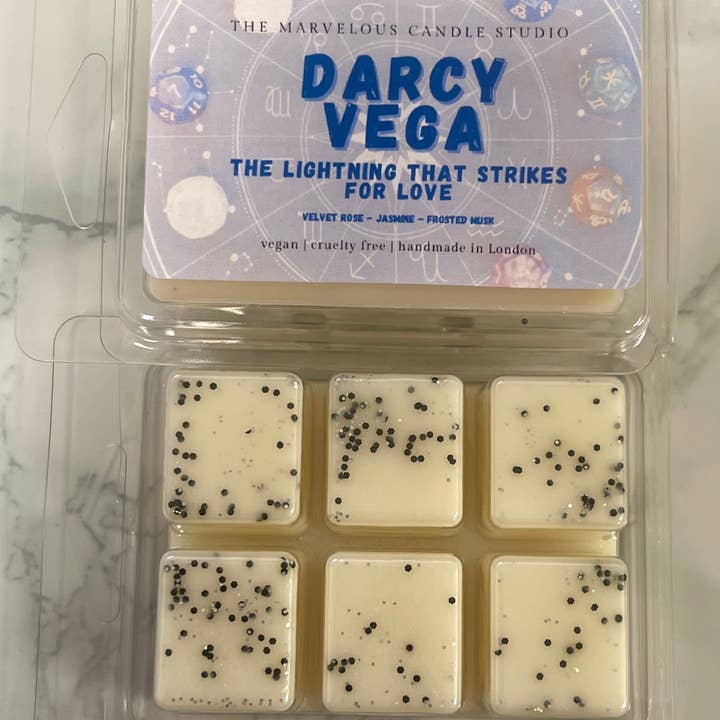 THE MARVELOUS CANDLE STUDIO
DARCY
VEGA
THE LIGHTNING THAT STRIKES
FOR LOVE
VELVET ROSE - JASMINE - FROSTED MUSK
vegan | cruelty free | handmade in London